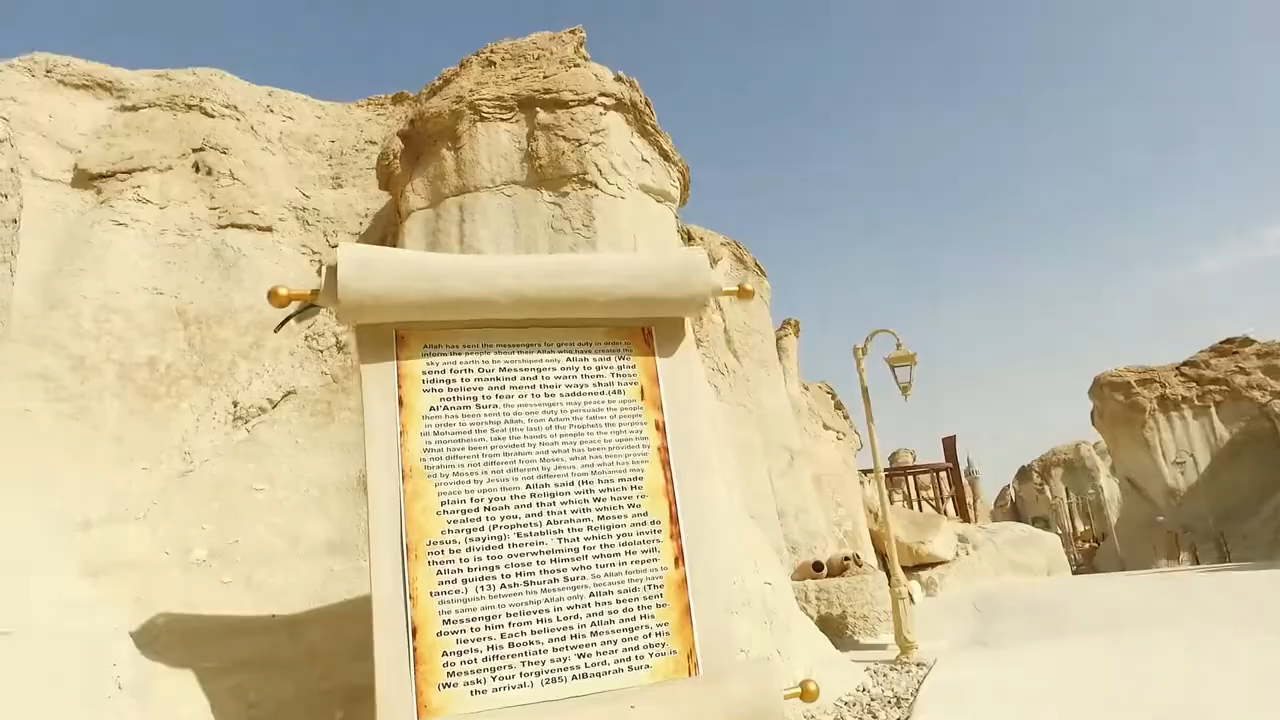 Allah has sent the messengers for great duty in order to
inform the people about their Allah who have created the
sky and earth to be worshiped only. Allah said (We
send forth Our Messengers only to give glad
tidings to mankind and to warn them. Those
who believe and mend their ways shall have
nothing to fear or to be saddened.(48)
Al'Anam Sura, the messengers may peace be upon
them has been sent to do one duty to persuade the people
in order to worship Allah, from Adam the father of people
till Mohamed the Seal (the last) of the Prophets the purpose
is monotheism, take the hands of people to the right way
What have been provided by Noah may peace be upon him
is not different from Ibrahim and what has been provided by
Ibrahim is not different from Moses, what has been provid
ed by Moses is not different by Jesus, and what has been
provided by Jesus is not different from Mohamed may
peace be upon them. Allah said (He has made
plain for you the Religion with which He
charged Noah and that which We have re-
vealed to you, and that with which We
charged (Prophets) Abraham, Moses and
Jesus, (saying): 'Establish the Religion and do
not be divided therein. ' That which you invite
them to is too overwhelming for the idolaters.
Allah brings close to Himself whom He will,
and guides to Him those who turn in repen-
tance.) (13) Ash-Shurah Sura. So Allah forbid us to
distinguish between his Messengers, because they have
the same aim to worship Allah only. Allah said: (The
Messenger believes in what has been sent
down to him from His Lord, and so do the be-
lievers. Each believes in Allah and His
Angels, His Books, and His Messengers, we
do not differentiate between any one of His
Messengers. They say: 'We hear and obey.
(We ask) Your forgiveness Lord, and to You is
the arrival.) (285) AlBaqarah Sura.